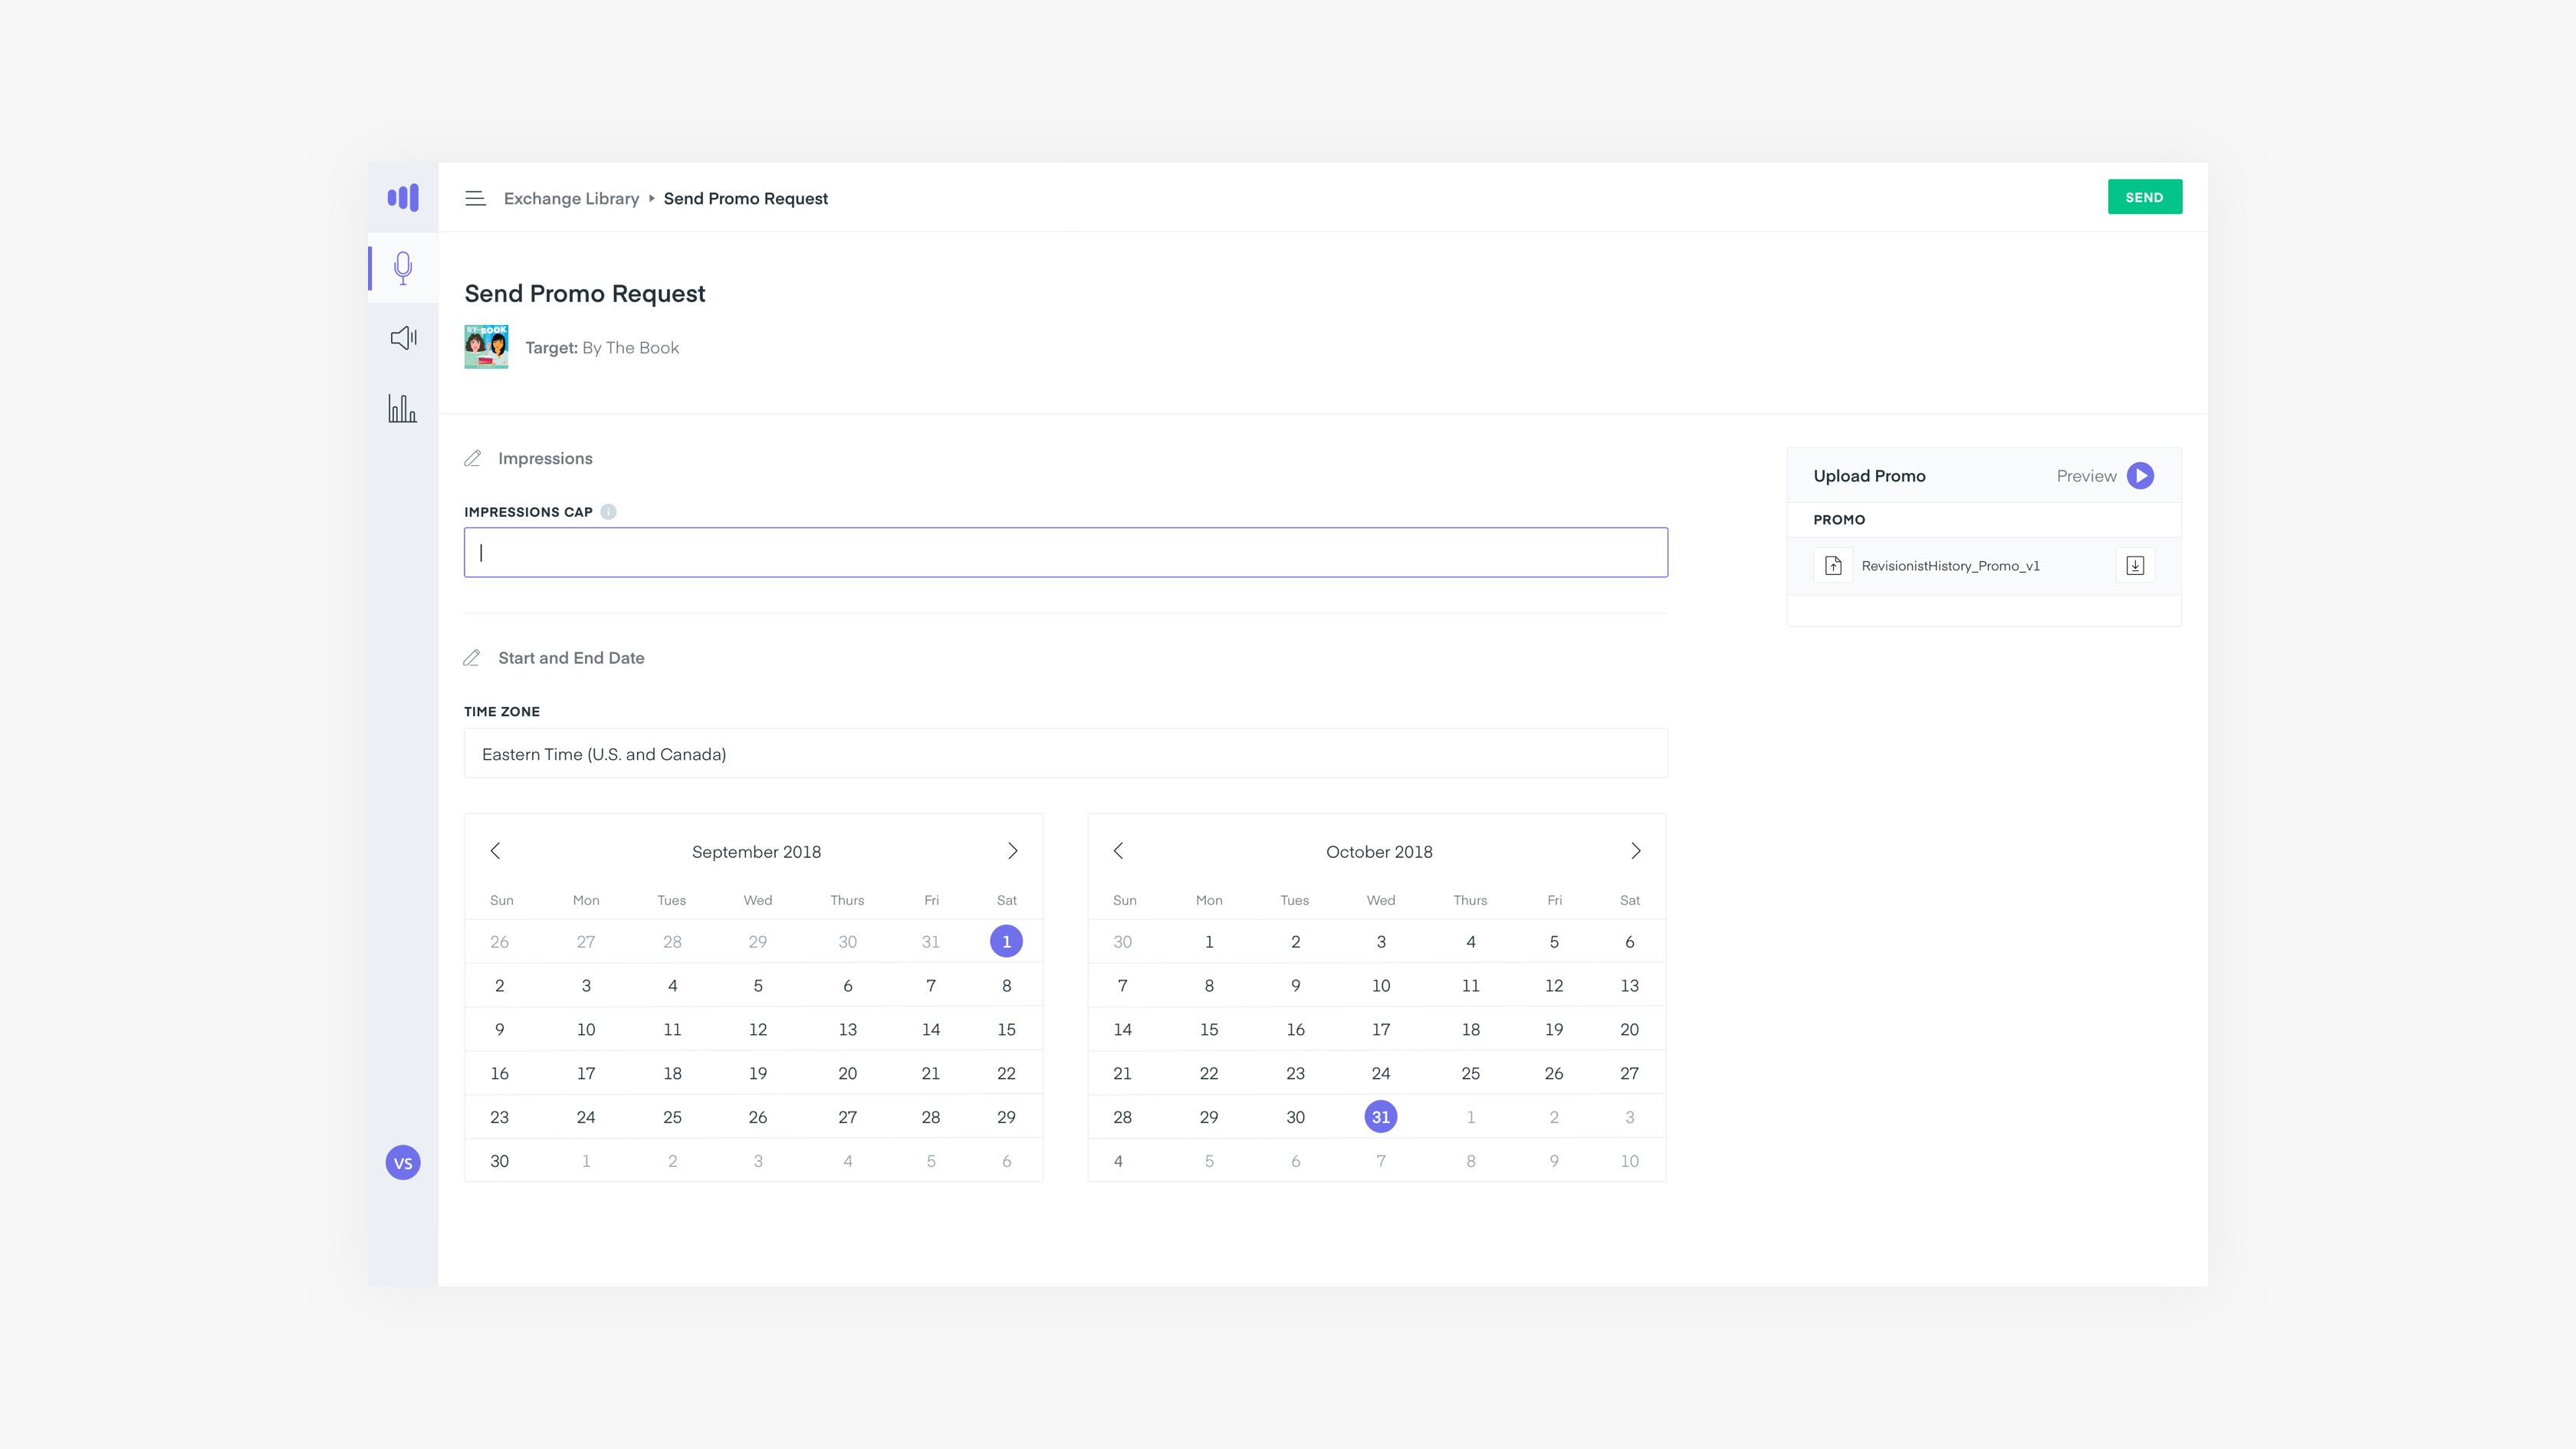 Exchange Library ▸ Send Promo Request
SEND
Send Promo Request
BY-BOOK
Target: By The Book
Impressions
IMPRESSIONS CAP i
Start and End Date
TIME ZONE
Eastern Time (U.S. and Canada)
September 2018
Sun Mon Tues Wed Thurs Fri Sat
26 27 28 29 30 31 1
2 3 4 5 6 7 8
9 10 11 12 13 14 15
16 17 18 19 20 21 22
23 24 25 26 27 28 29
30 1 2 3 4 5 6
October 2018
Sun Mon Tues Wed Thurs Fri Sat
30 1 2 3 4 5 6
7 8 9 10 11 12 13
14 15 16 17 18 19 20
21 22 23 24 25 26 27
28 29 30 31 1 2 3
4 5 6 7 8 9 10
Upload Promo
Preview
PROMO
RevisionistHistory_Promo_v1
VS